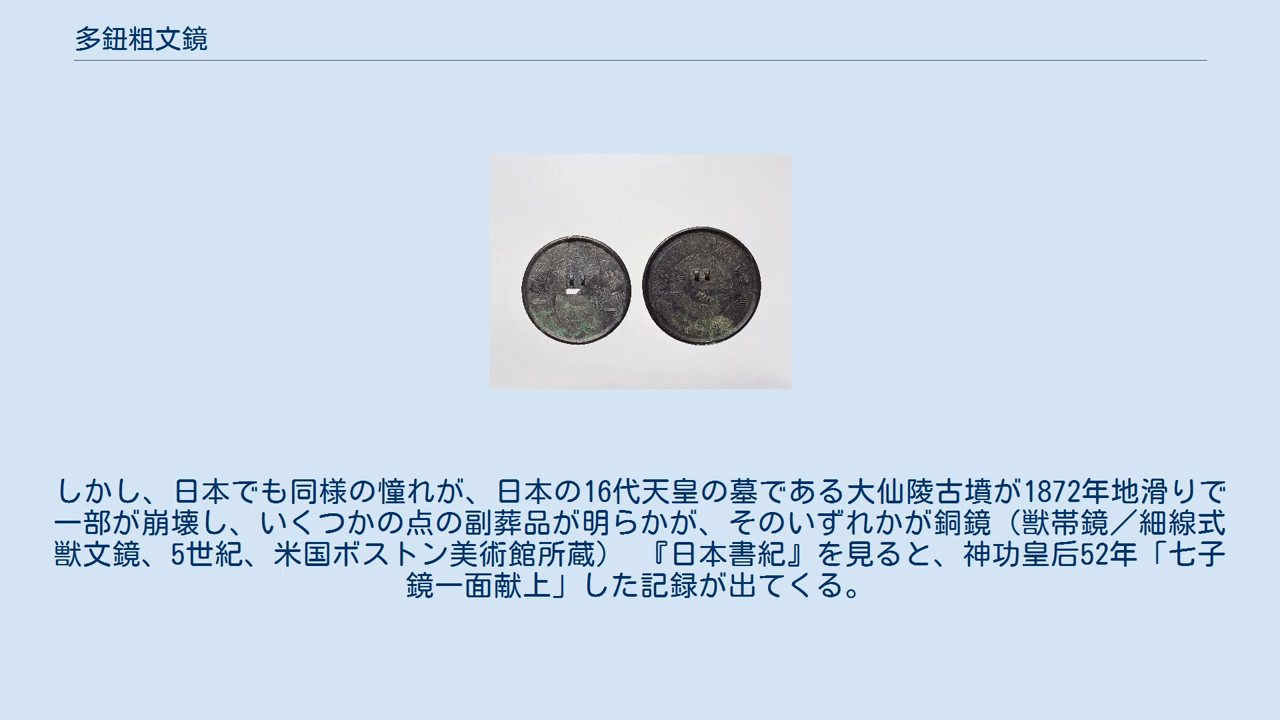 多鈕粗文鏡
しかし、日本でも同様の憧れが、日本の16代天皇の墓である大仙陵古墳が1872年地滑りで
一部が崩壊し、いくつかの点の副葬品が明らかが、そのいずれかが銅鏡（獣帯鏡／細線式
獣文鏡、5世紀、米国ボストン美術館所蔵）　『日本書紀』を見ると、神功皇后52年「七子
鏡一面献上」した記録が出てくる。